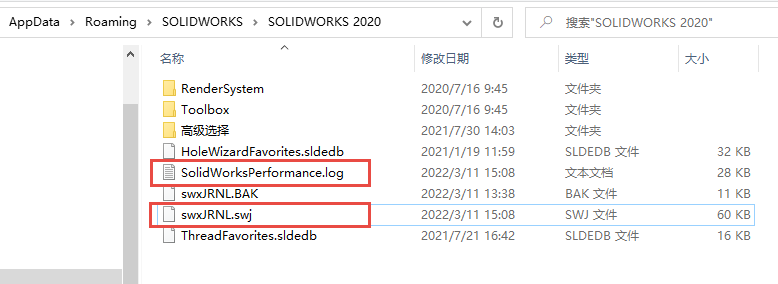 AppData › Roaming › SOLIDWORKS › SOLIDWORKS 2020 搜索"SOLIDWORKS 2020"
名称 修改日期 类型 大小
RenderSystem 2020/7/16 9:45 文件夹
Toolbox 2020/7/16 9:45 文件夹
高级选择 2021/7/30 14:03 文件夹
HoleWizardFavorites.sldedb 2021/1/19 11:59 SLDEDB 文件 32 KB
SolidWorksPerformance.log 2022/3/11 15:08 文本文档 28 KB
swxJRNL.BAK 2022/3/11 13:38 BAK 文件 11 KB
swxJRNL.swj 2022/3/11 15:08 SWJ 文件 60 KB
ThreadFavorites.sldedb 2021/7/21 16:42 SLDEDB 文件 16 KB